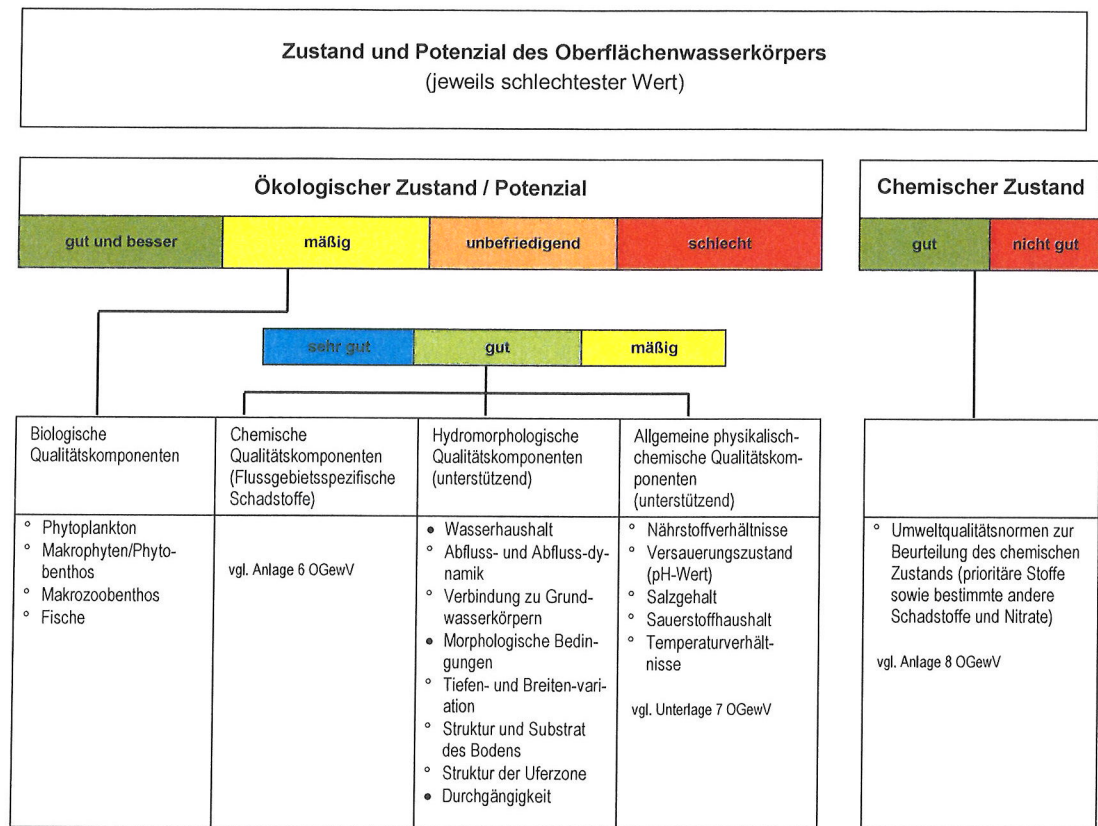 Zustand und Potenzial des Oberflächenwasserkörpers
(jeweils schlechtester Wert)
Ökologischer Zustand / Potenzial
gut und besser
mäßig
unbefriedigend
schlecht
Chemischer Zustand
gut
nicht gut
sehr gut
gut
mäßig
Biologische
Qualitätskomponenten
° Phytoplankton
° Makrophyten/Phyto-
benthos
° Makrozoobenthos
° Fische
Chemische
Qualitätskomponenten
(Flussgebietsspezifische
Schadstoffe)
vgl. Anlage 6 OGewV
Hydromorphologische
Qualitätskomponenten
(unterstützend)
• Wasserhaushalt
° Abfluss- und Abfluss-dy-
namik
° Verbindung zu Grund-
wasserkörpern
• Morphologische Bedin-
gungen
° Tiefen- und Breiten-vari-
ation
° Struktur und Substrat
des Bodens
° Struktur der Uferzone
• Durchgängigkeit
Allgemeine physikalisch-
chemische Qualitätskom-
ponenten
(unterstützend)
° Nährstoffverhältnisse
° Versauerungszustand
(pH-Wert)
° Salzgehalt
° Sauerstoffhaushalt
° Temperaturverhält-
nisse
vgl. Unterlage 7 OGewV
° Umweltqualitätsnormen zur
Beurteilung des chemischen
Zustands (prioritäre Stoffe
sowie bestimmte andere
Schadstoffe und Nitrate)
vgl. Anlage 8 OGewV